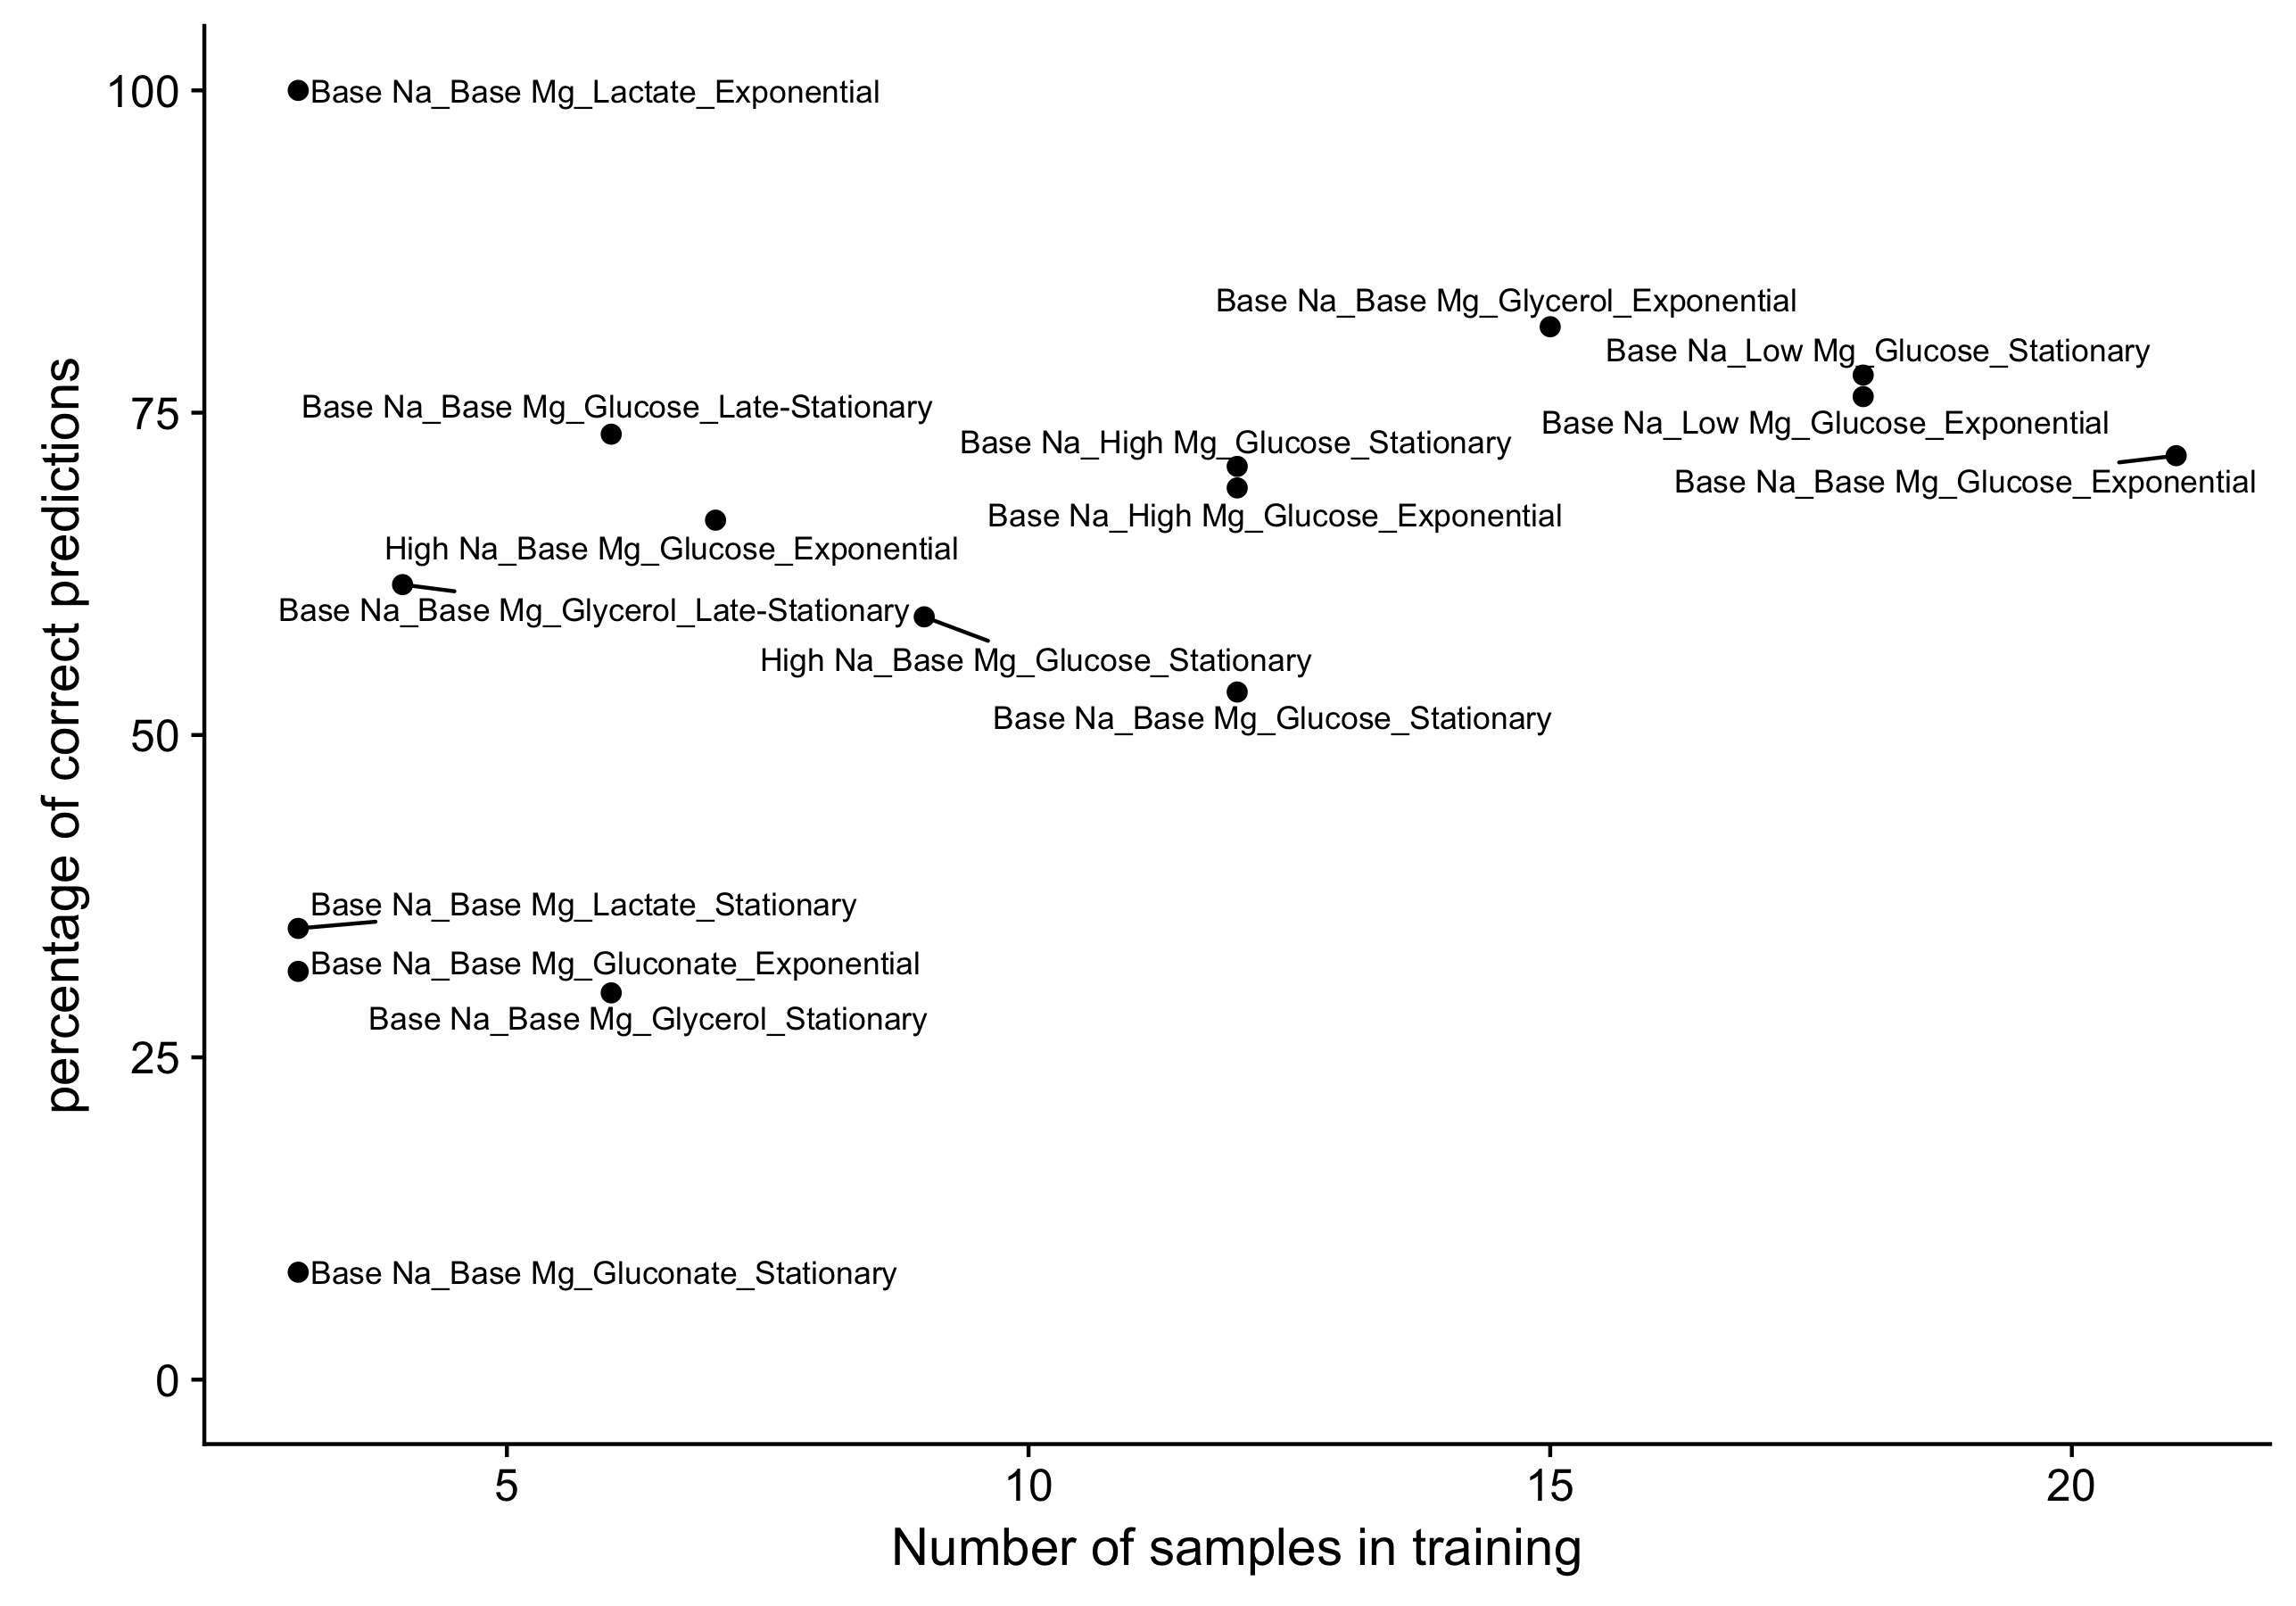 100
Base Na_Base Mg_Lactate_Exponential
Base Na_Base Mg_Glycerol_Exponential
Base Na_Low Mg_Glucose_Stationary
75
Base Na_Base Mg_Glucose_Late-Stationary
Base Na_Low Mg_Glucose_Exponential
Base Na_High Mg_Glucose_Stationary
Base Na_Base Mg_Glucose_Exponential
Base Na_High Mg_Glucose_Exponential
High Na_Base Mg_Glucose_Exponential
Base Na_Base Mg_Glycerol_Late-Stationary
High Na_Base Mg_Glucose_Stationary
Base Na_Base Mg_Glucose_Stationary
50
percentage of correct predictions
Base Na_Base Mg_Lactate_Stationary
Base Na_Base Mg_Gluconate_Exponential
Base Na_Base Mg_Glycerol_Stationary
25
Base Na_Base Mg_Gluconate_Stationary
0
5 10 15 20
Number of samples in training